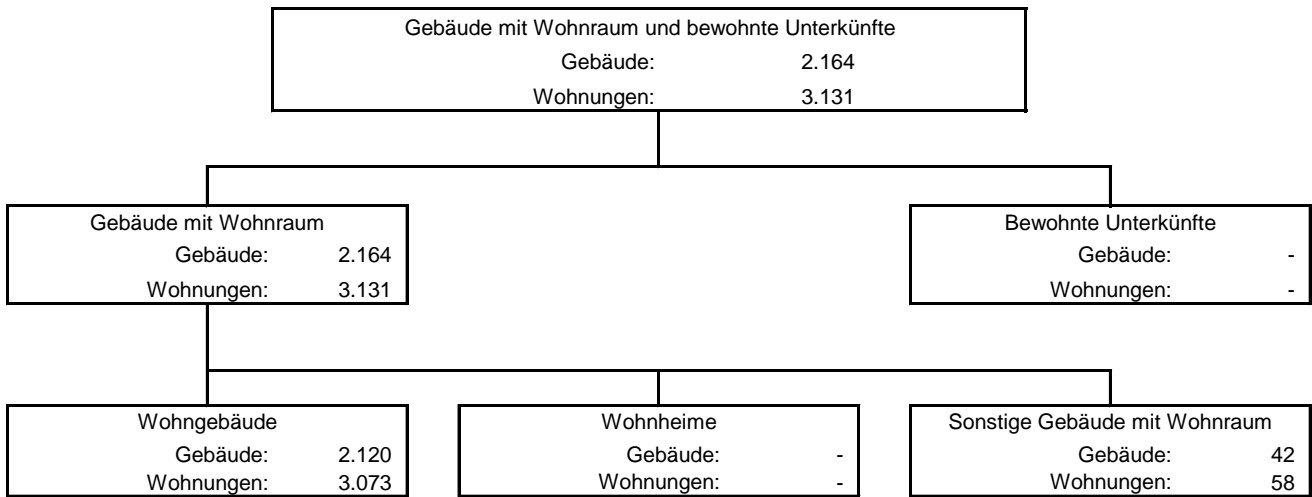 Gebäude mit Wohnraum und bewohnte Unterkünfte
Gebäude: 2.164
Wohnungen: 3.131
Gebäude mit Wohnraum
Gebäude: 2.164
Wohnungen: 3.131
Bewohnte Unterkünfte
Gebäude: -
Wohnungen: -
Wohngebäude
Gebäude: 2.120
Wohnungen: 3.073
Wohnheime
Gebäude: -
Wohnungen: -
Sonstige Gebäude mit Wohnraum
Gebäude: 42
Wohnungen: 58